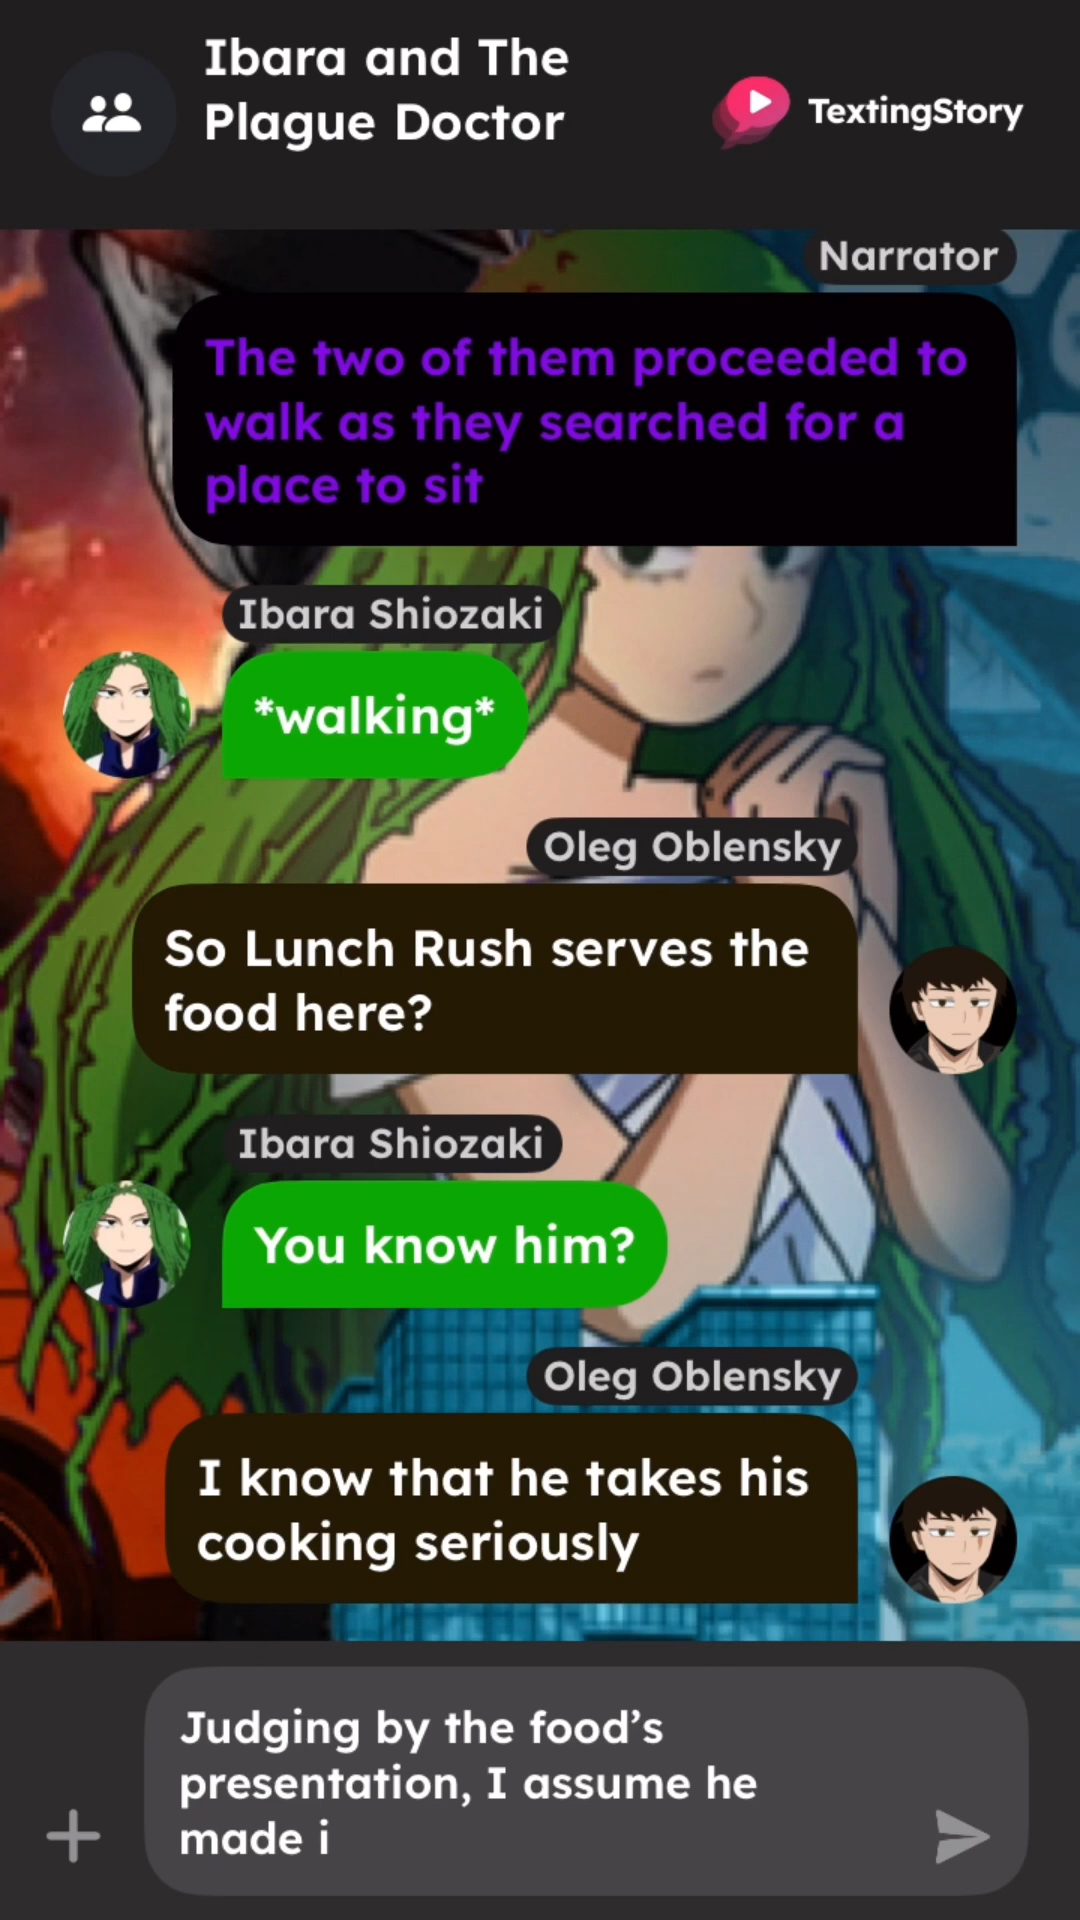 Ibara and The
Plague Doctor
TextingStory
Narrator
The two of them proceeded to
walk as they searched for a
place to sit
Ibara Shiozaki
*walking*
Oleg Oblensky
So Lunch Rush serves the
food here?
Ibara Shiozaki
You know him?
Oleg Oblensky
I know that he takes his
cooking seriously
Judging by the food’s
presentation, I assume he
made i